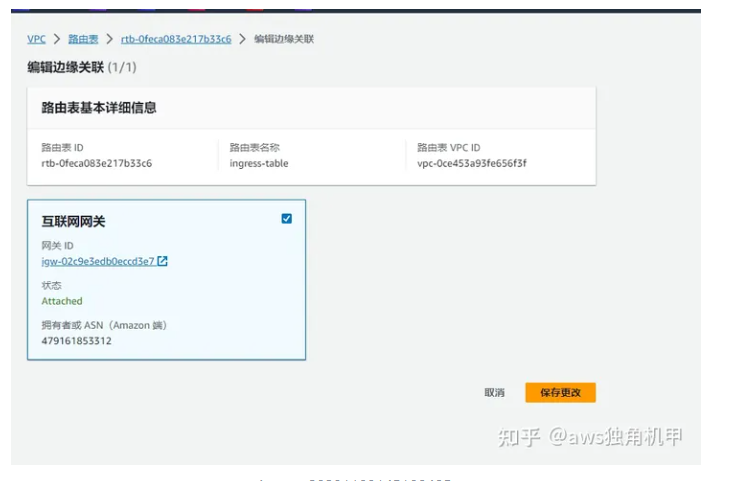 VPC > 路由表 > rtb-0feca083e217b33c6 > 编辑边缘关联
编辑边缘关联 (1/1)
路由表基本详细信息
路由表 ID 路由表名称 路由表 VPC ID
rtb-0feca083e217b33c6 ingress-table vpc-0ce453a93fe656f3f
互联网网关
网关 ID
igw-02c9e3edb0eccd3e7
状态
Attached
拥有者或 ASN（Amazon 端）
479161853312
取消 保存更改
知乎 @aws独角机甲